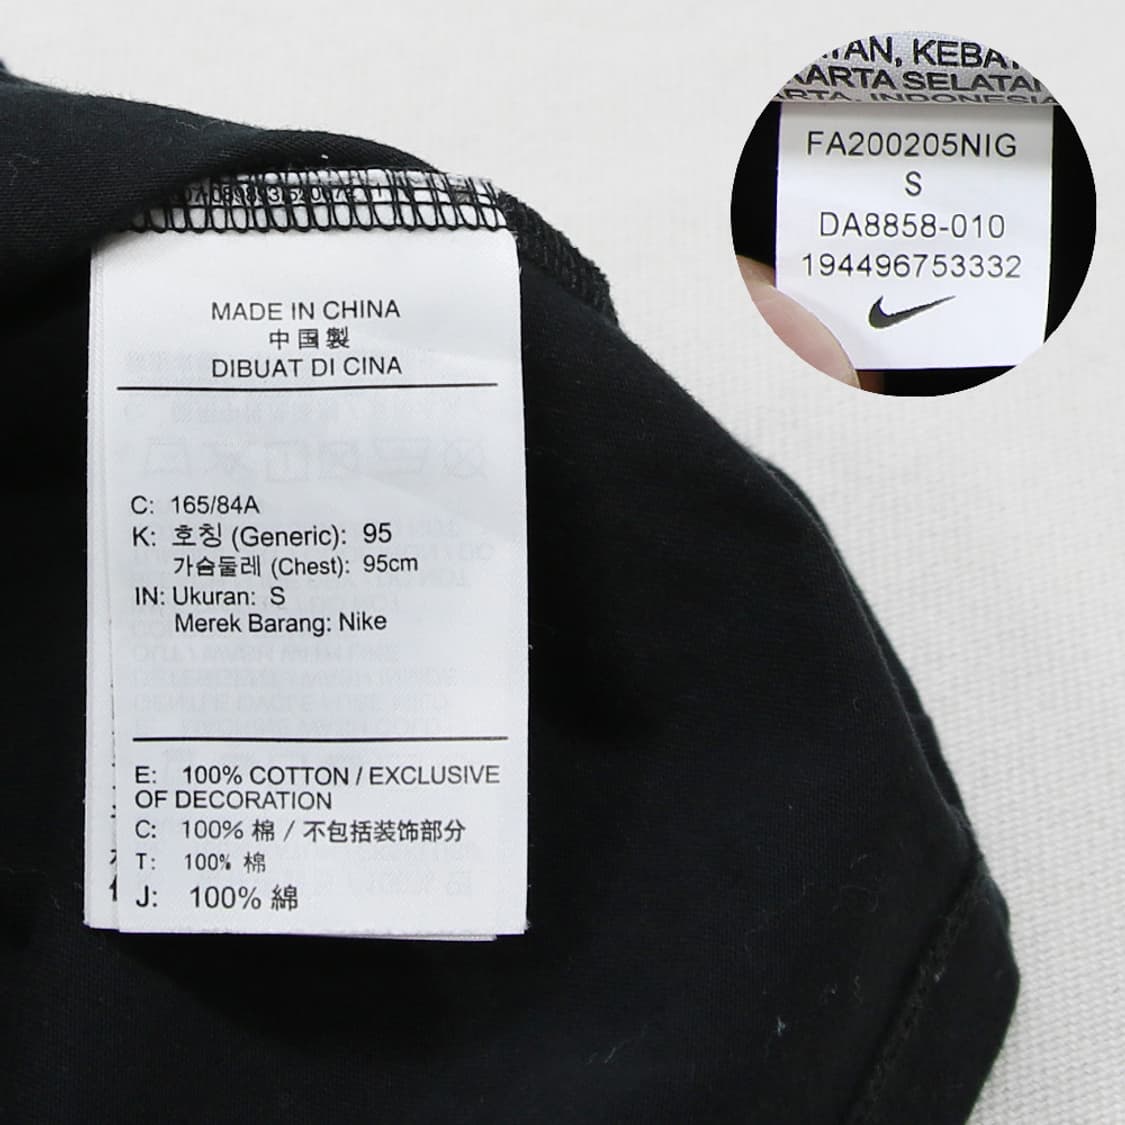 MADE IN CHINA
中国製
DIBUAT DI CINA
C: 165/84A
K: 호칭 (Generic): 95
가슴둘레 (Chest): 95cm
IN: Ukuran: S
Merek Barang: Nike
E: 100% COTTON / EXCLUSIVE
OF DECORATION
C: 100% 棉 / 不包括装饰部分
T: 100% 棉
J: 100% 綿
SELATAN
INDONESIA
FA200205NIG
S
DA8858-010
194496753332